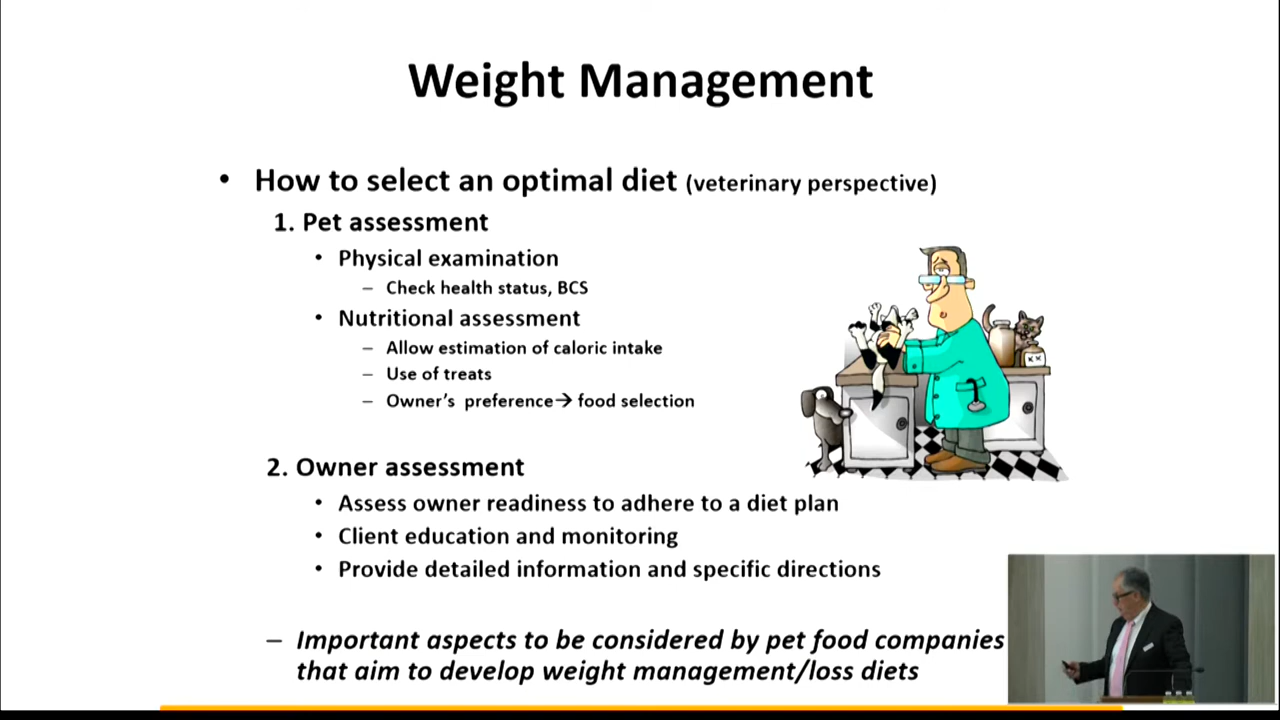 Weight Management
• How to select an optimal diet (veterinary perspective)
1. Pet assessment
• Physical examination
– Check health status, BCS
• Nutritional assessment
– Allow estimation of caloric intake
– Use of treats
– Owner's preference→ food selection
2. Owner assessment
• Assess owner readiness to adhere to a diet plan
• Client education and monitoring
• Provide detailed information and specific directions
– Important aspects to be considered by pet food companies
that aim to develop weight management/loss diets
XX